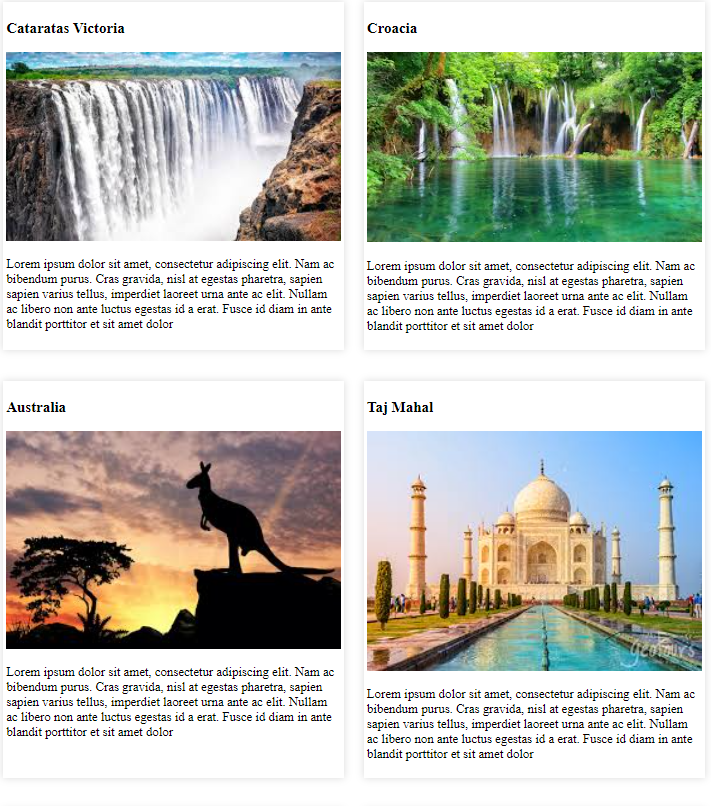 Cataratas Victoria
Lorem ipsum dolor sit amet, consectetur adipiscing elit. Nam ac
bibendum purus. Cras gravida, nisl at egestas pharetra, sapien
sapien varius tellus, imperdiet laoreet urna ante ac elit. Nullam
ac libero non ante luctus egestas id a erat. Fusce id diam in ante
blandit porttitor et sit amet dolor
Croacia
Lorem ipsum dolor sit amet, consectetur adipiscing elit. Nam ac
bibendum purus. Cras gravida, nisl at egestas pharetra, sapien
sapien varius tellus, imperdiet laoreet urna ante ac elit. Nullam
ac libero non ante luctus egestas id a erat. Fusce id diam in ante
blandit porttitor et sit amet dolor
Australia
Lorem ipsum dolor sit amet, consectetur adipiscing elit. Nam ac
bibendum purus. Cras gravida, nisl at egestas pharetra, sapien
sapien varius tellus, imperdiet laoreet urna ante ac elit. Nullam
ac libero non ante luctus egestas id a erat. Fusce id diam in ante
blandit porttitor et sit amet dolor
Taj Mahal
geotours
Lorem ipsum dolor sit amet, consectetur adipiscing elit. Nam ac
bibendum purus. Cras gravida, nisl at egestas pharetra, sapien
sapien varius tellus, imperdiet laoreet urna ante ac elit. Nullam
ac libero non ante luctus egestas id a erat. Fusce id diam in ante
blandit porttitor et sit amet dolor